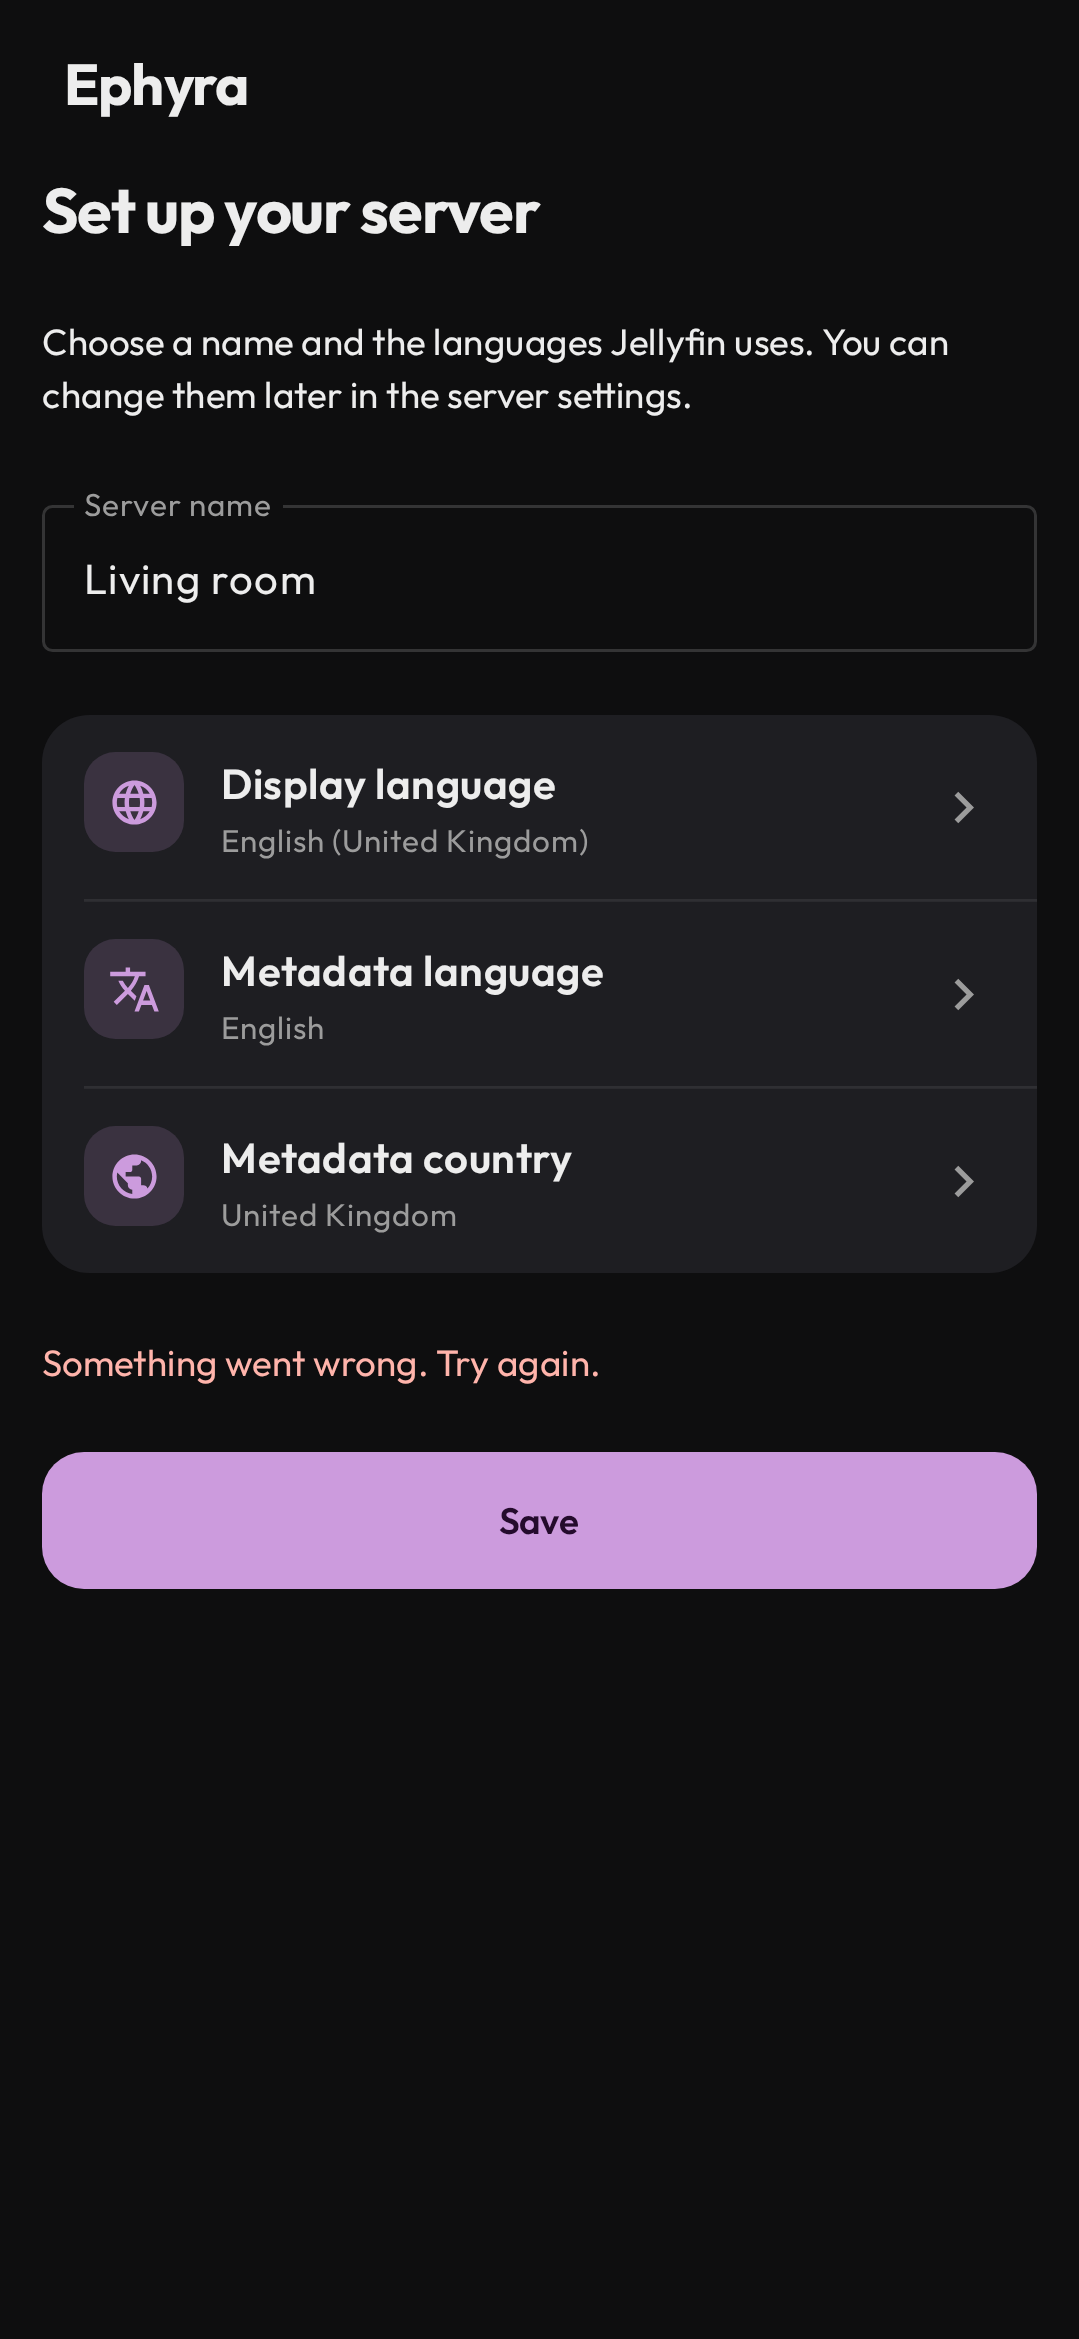 Ephyra
Set up your server
Choose a name and the languages Jellyfin uses. You can
change them later in the server settings.
Server name
Living room
Display language
English (United Kingdom)
Metadata language
English
Metadata country
United Kingdom
Something went wrong. Try again.
Save